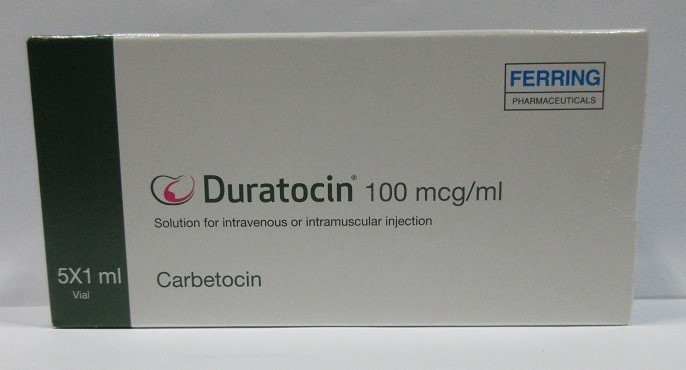 FERRING
PHARMACEUTICALS
Duratocin® 100 mcg/ml
Solution for intravenous or intramuscular injection
5X1 ml
Vial
Carbetocin